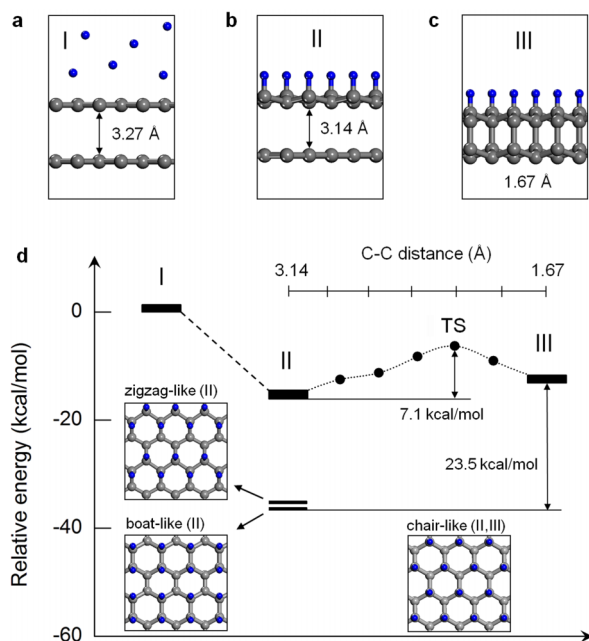 a
I
3.27 Å
b
II
3.14 Å
c
III
1.67 Å
d
C-C distance (Å)
3.14
1.67
I
0
II
TS
III
7.1 kcal/mol
-20
zigzag-like (II)
23.5 kcal/mol
-40
boat-like (II)
chair-like (II,III)
-60
Relative energy (kcal/mol)